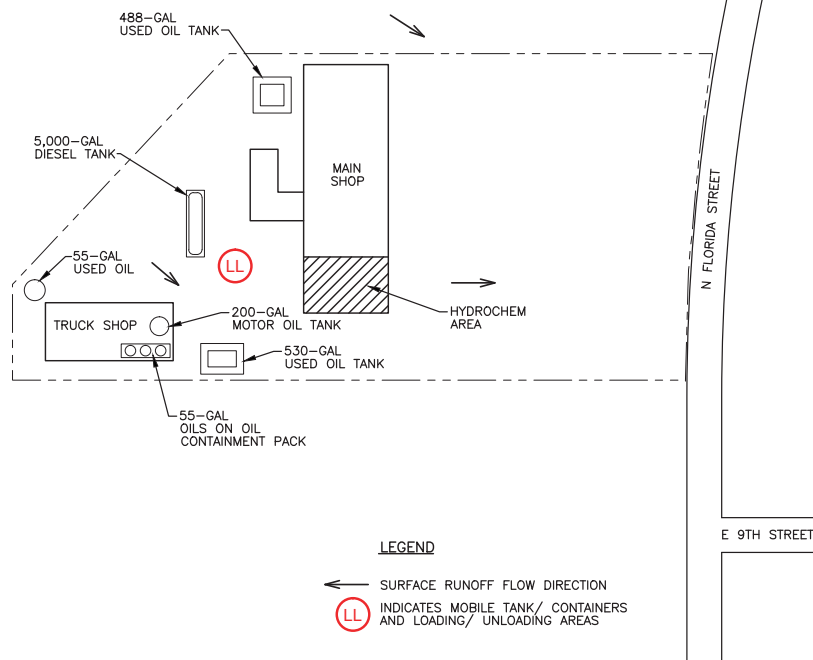 488-GAL
USED OIL TANK
5,000-GAL
DIESEL TANK
MAIN
SHOP
N FLORIDA STREET
55-GAL
USED OIL
LL
TRUCK SHOP
200-GAL
MOTOR OIL TANK
HYDROCHEM
AREA
530-GAL
USED OIL TANK
55-GAL
OILS ON OIL
CONTAINMENT PACK
E 9TH STREET
LEGEND
SURFACE RUNOFF FLOW DIRECTION
LL
INDICATES MOBILE TANK/ CONTAINERS
AND LOADING/ UNLOADING AREAS